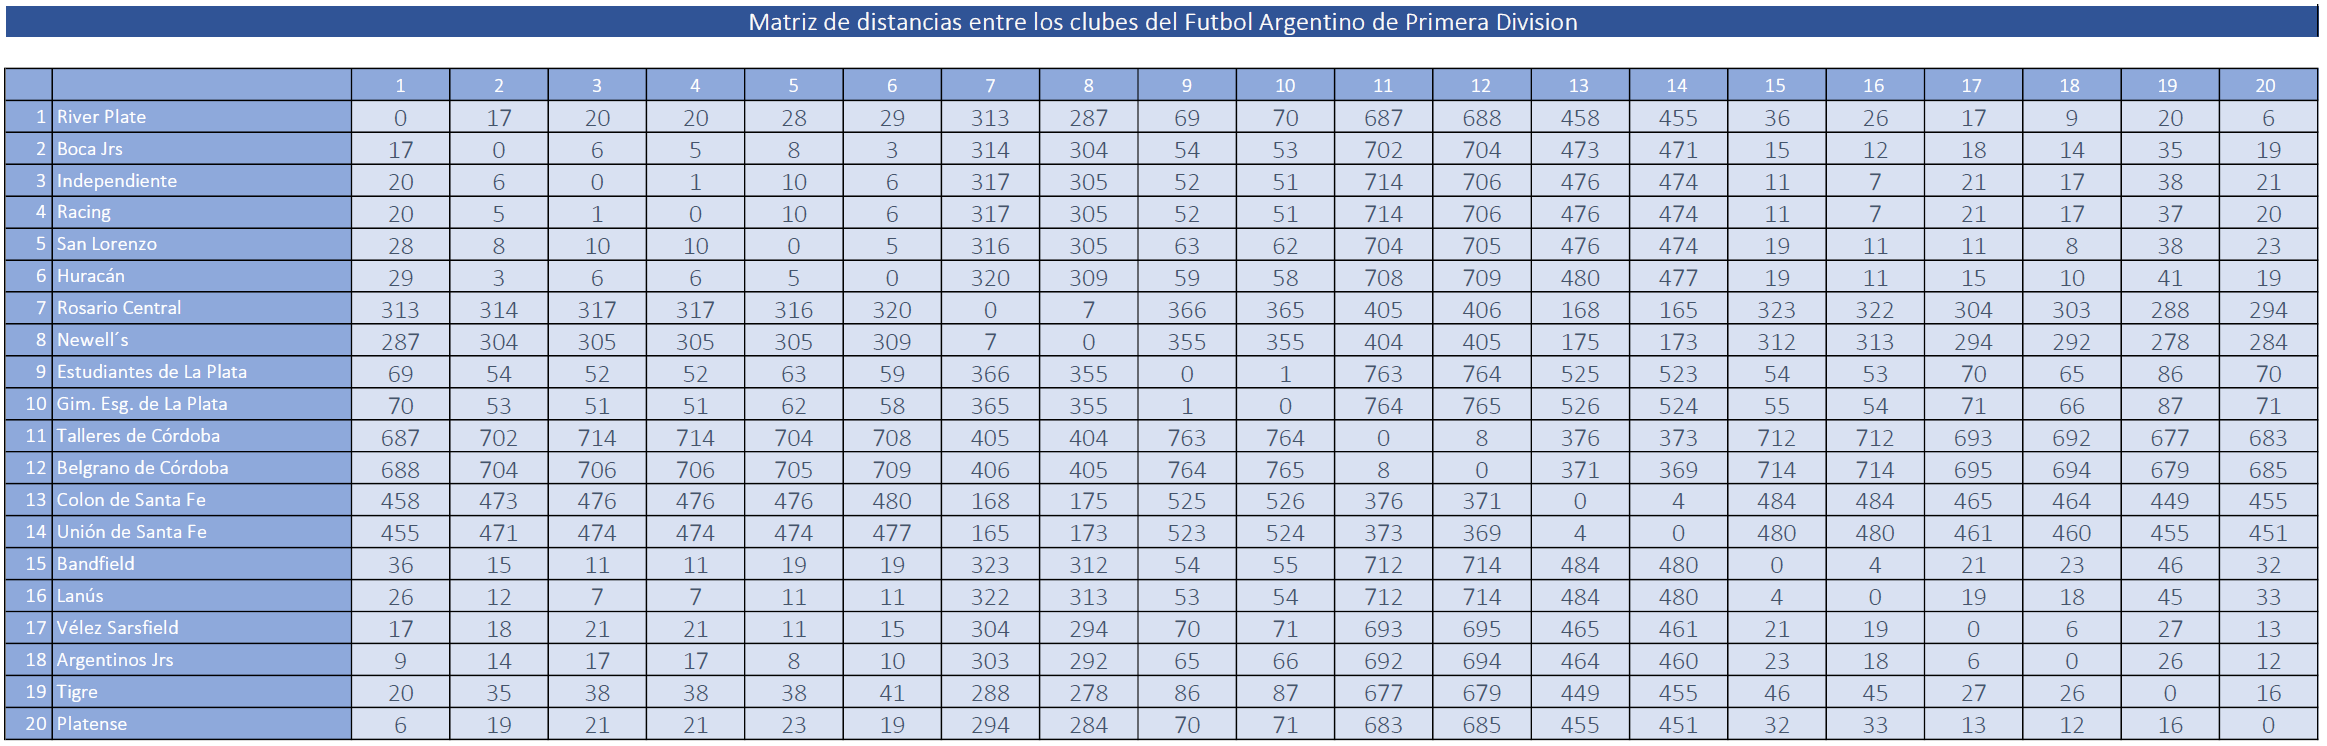 Matriz de distancias entre los clubes del Futbol Argentino de Primera Division
1 2 3 4 5 6 7 8 9 10 11 12 13 14 15 16 17 18 19 20
1 River Plate 0 17 20 20 28 29 313 287 69 70 687 688 458 455 36 26 17 9 20 6
2 Boca Jrs 17 0 6 5 8 3 314 304 54 53 702 704 473 471 15 12 18 14 35 19
3 Independiente 20 6 0 1 10 6 317 305 52 51 714 706 476 474 11 7 21 17 38 21
4 Racing 20 5 1 0 10 6 317 305 52 51 714 706 476 474 11 7 21 17 37 20
5 San Lorenzo 28 8 10 10 0 5 316 305 63 62 704 705 476 474 19 11 11 8 38 23
6 Huracán 29 3 6 6 5 0 320 309 59 58 708 709 480 477 19 11 15 10 41 19
7 Rosario Central 313 314 317 317 316 320 0 7 366 365 405 406 168 165 323 322 304 303 288 294
8 Newell´s 287 304 305 305 305 309 7 0 355 355 404 405 175 173 312 313 294 292 278 284
9 Estudiantes de La Plata 69 54 52 52 63 59 366 355 0 1 763 764 525 523 54 53 70 65 86 70
10 Gim. Esg. de La Plata 70 53 51 51 62 58 365 355 1 0 764 765 526 524 55 54 71 66 87 71
11 Talleres de Córdoba 687 702 714 714 704 708 405 404 763 764 0 8 376 373 712 712 693 692 677 683
12 Belgrano de Córdoba 688 704 706 706 705 709 406 405 764 765 8 0 371 369 714 714 695 694 679 685
13 Colon de Santa Fe 458 473 476 476 476 480 168 175 525 526 376 371 0 4 484 484 465 464 449 455
14 Unión de Santa Fe 455 471 474 474 474 477 165 173 523 524 373 369 4 0 480 480 461 460 455 451
15 Bandfield 36 15 11 11 19 19 323 312 54 55 712 714 484 480 0 4 21 23 46 32
16 Lanús 26 12 7 7 11 11 322 313 53 54 712 714 484 480 4 0 19 18 45 33
17 Vélez Sarsfield 17 18 21 21 11 15 304 294 70 71 693 695 465 461 21 19 0 6 27 13
18 Argentinos Jrs 9 14 17 17 8 10 303 292 65 66 692 694 464 460 23 18 6 0 26 12
19 Tigre 20 35 38 38 38 41 288 278 86 87 677 679 449 455 46 45 27 26 0 16
20 Platense 6 19 21 21 23 19 294 284 70 71 683 685 455 451 32 33 13 12 16 0